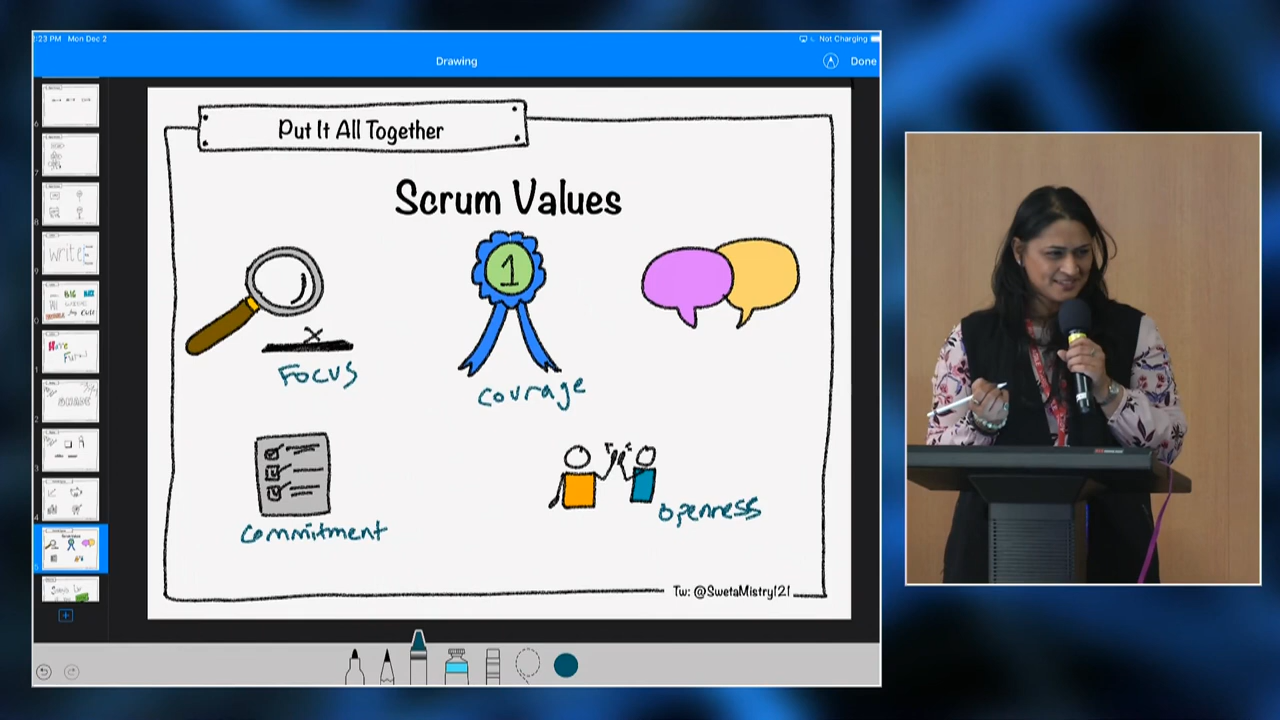 :23 PM Mon Dec 2
Not Charging
Drawing
Done
Put It All Together
Scrum Values
1
Focus
Courage
Commitment
Openness
Tw: @SwetaMistry121
write